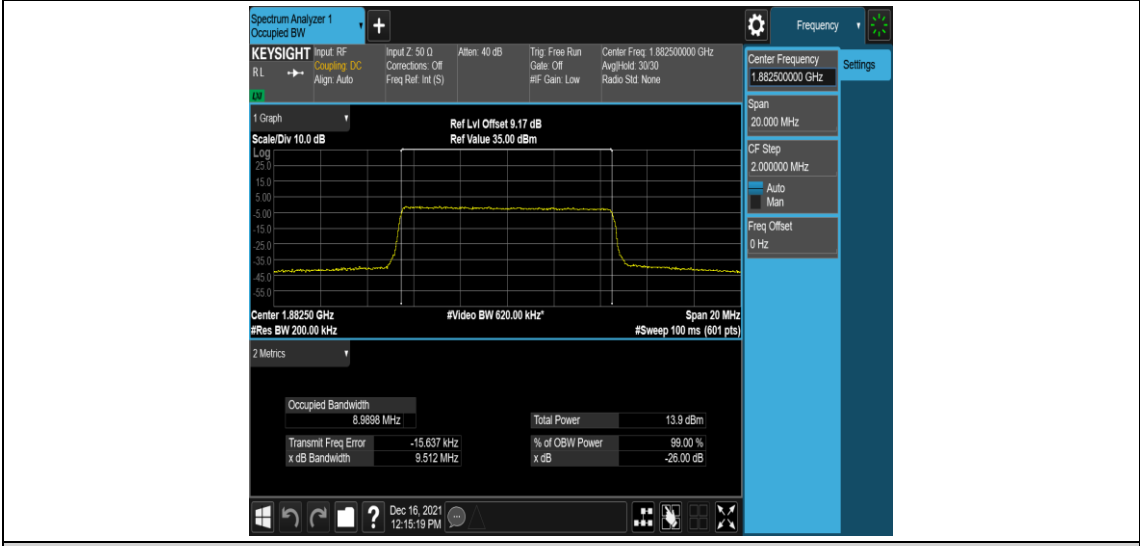 Spectrum Analyzer 1
Occupied BW
+
Frequency
KEYSIGHT
RL
Input: RF
Coupling: DC
Align: Auto
Input Z: 50 Ω
Corrections: Off
Freq Ref: Int (S)
Atten: 40 dB
Trig: Free Run
Gate: Off
#IF Gain: Low
Center Freq: 1.882500000 GHz
Avg|Hold: 30/30
Radio Std: None
Center Frequency
1.882500000 GHz
Settings
Span
20.000 MHz
CF Step
2.000000 MHz
Auto
Man
Freq Offset
0 Hz
1 Graph
Scale/Div 10.0 dB
Ref Lvl Offset 9.17 dB
Ref Value 35.00 dBm
Log
25.0
15.0
5.00
-5.00
-15.0
-25.0
-35.0
-45.0
-55.0
Center 1.88250 GHz
#Video BW 620.00 kHz*
Span 20 MHz
#Res BW 200.00 kHz
#Sweep 100 ms (601 pts)
2 Metrics
Occupied Bandwidth
8.9898 MHz
Total Power 13.9 dBm
Transmit Freq Error -15.637 kHz
% of OBW Power 99.00 %
x dB Bandwidth 9.512 MHz
x dB -26.00 dB
?
Dec 16, 2021
12:15:19 PM